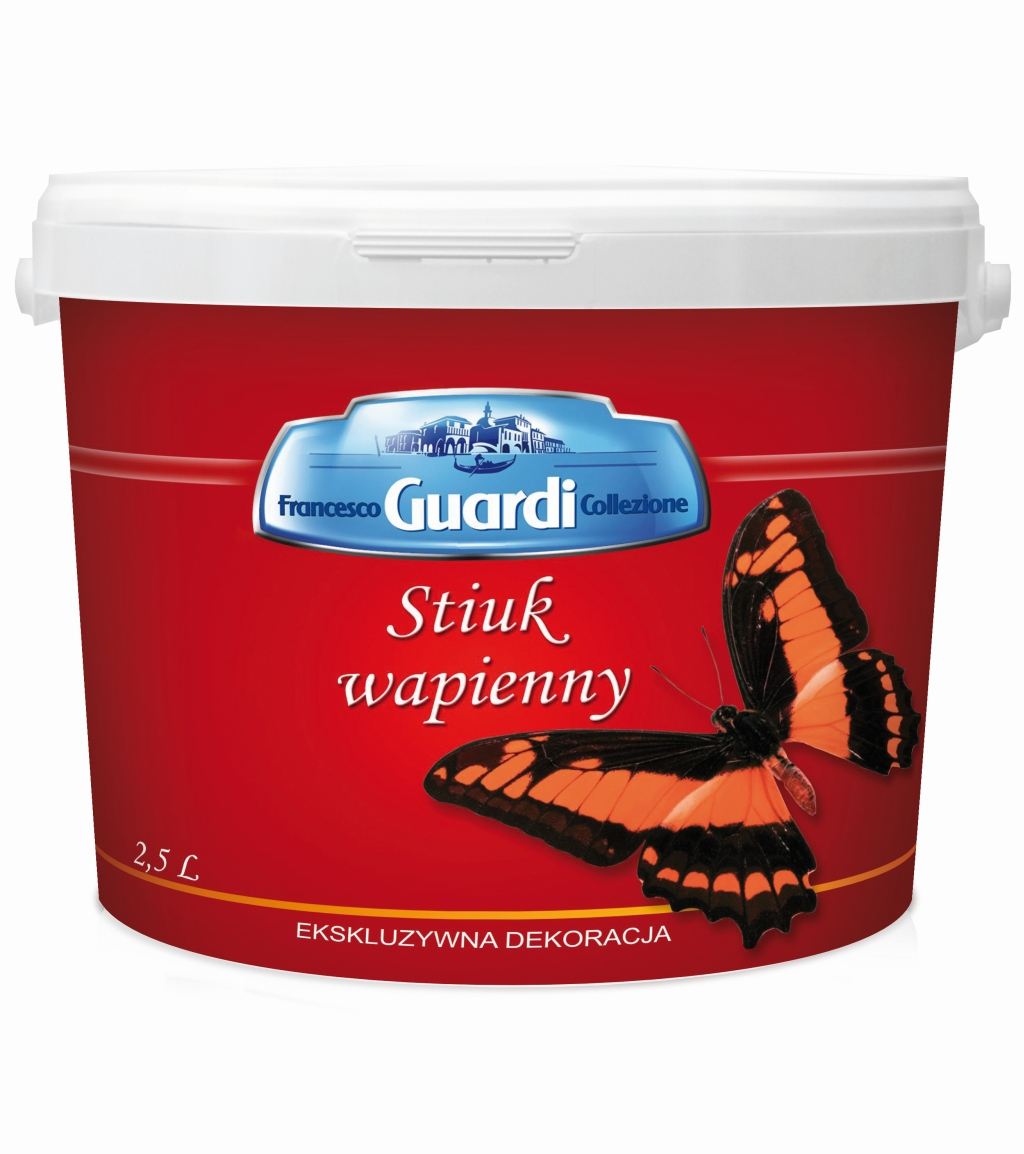 Francesco Guardi Collezione
Stiuk
wapienny
2,5 L
EKSKLUZYWNA DEKORACJA